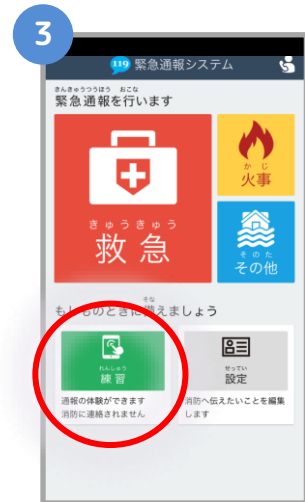 3
119 緊急通報システム
きんきゅうつうほう おこな
緊急通報を行います
きゅうきゅう
救急
かじ
火事
そのた
その他
そな
もしものときに備えましょう
れんしゅう
練習
通報の体験ができます
消防に連絡されません
せってい
設定
消防へ伝えたいことを編集
します